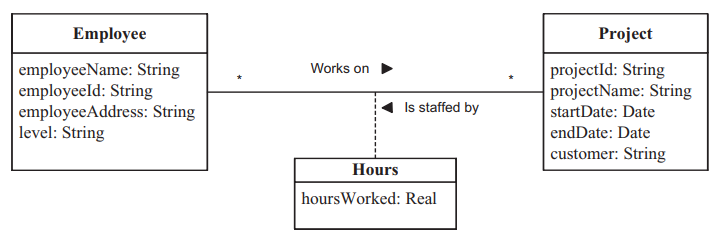 Employee
employeeName: String
employeeId: String
employeeAddress: String
level: String
*
Works on ►
*
◄ Is staffed by
Project
projectId: String
projectName: String
startDate: Date
endDate: Date
customer: String
Hours
hoursWorked: Real